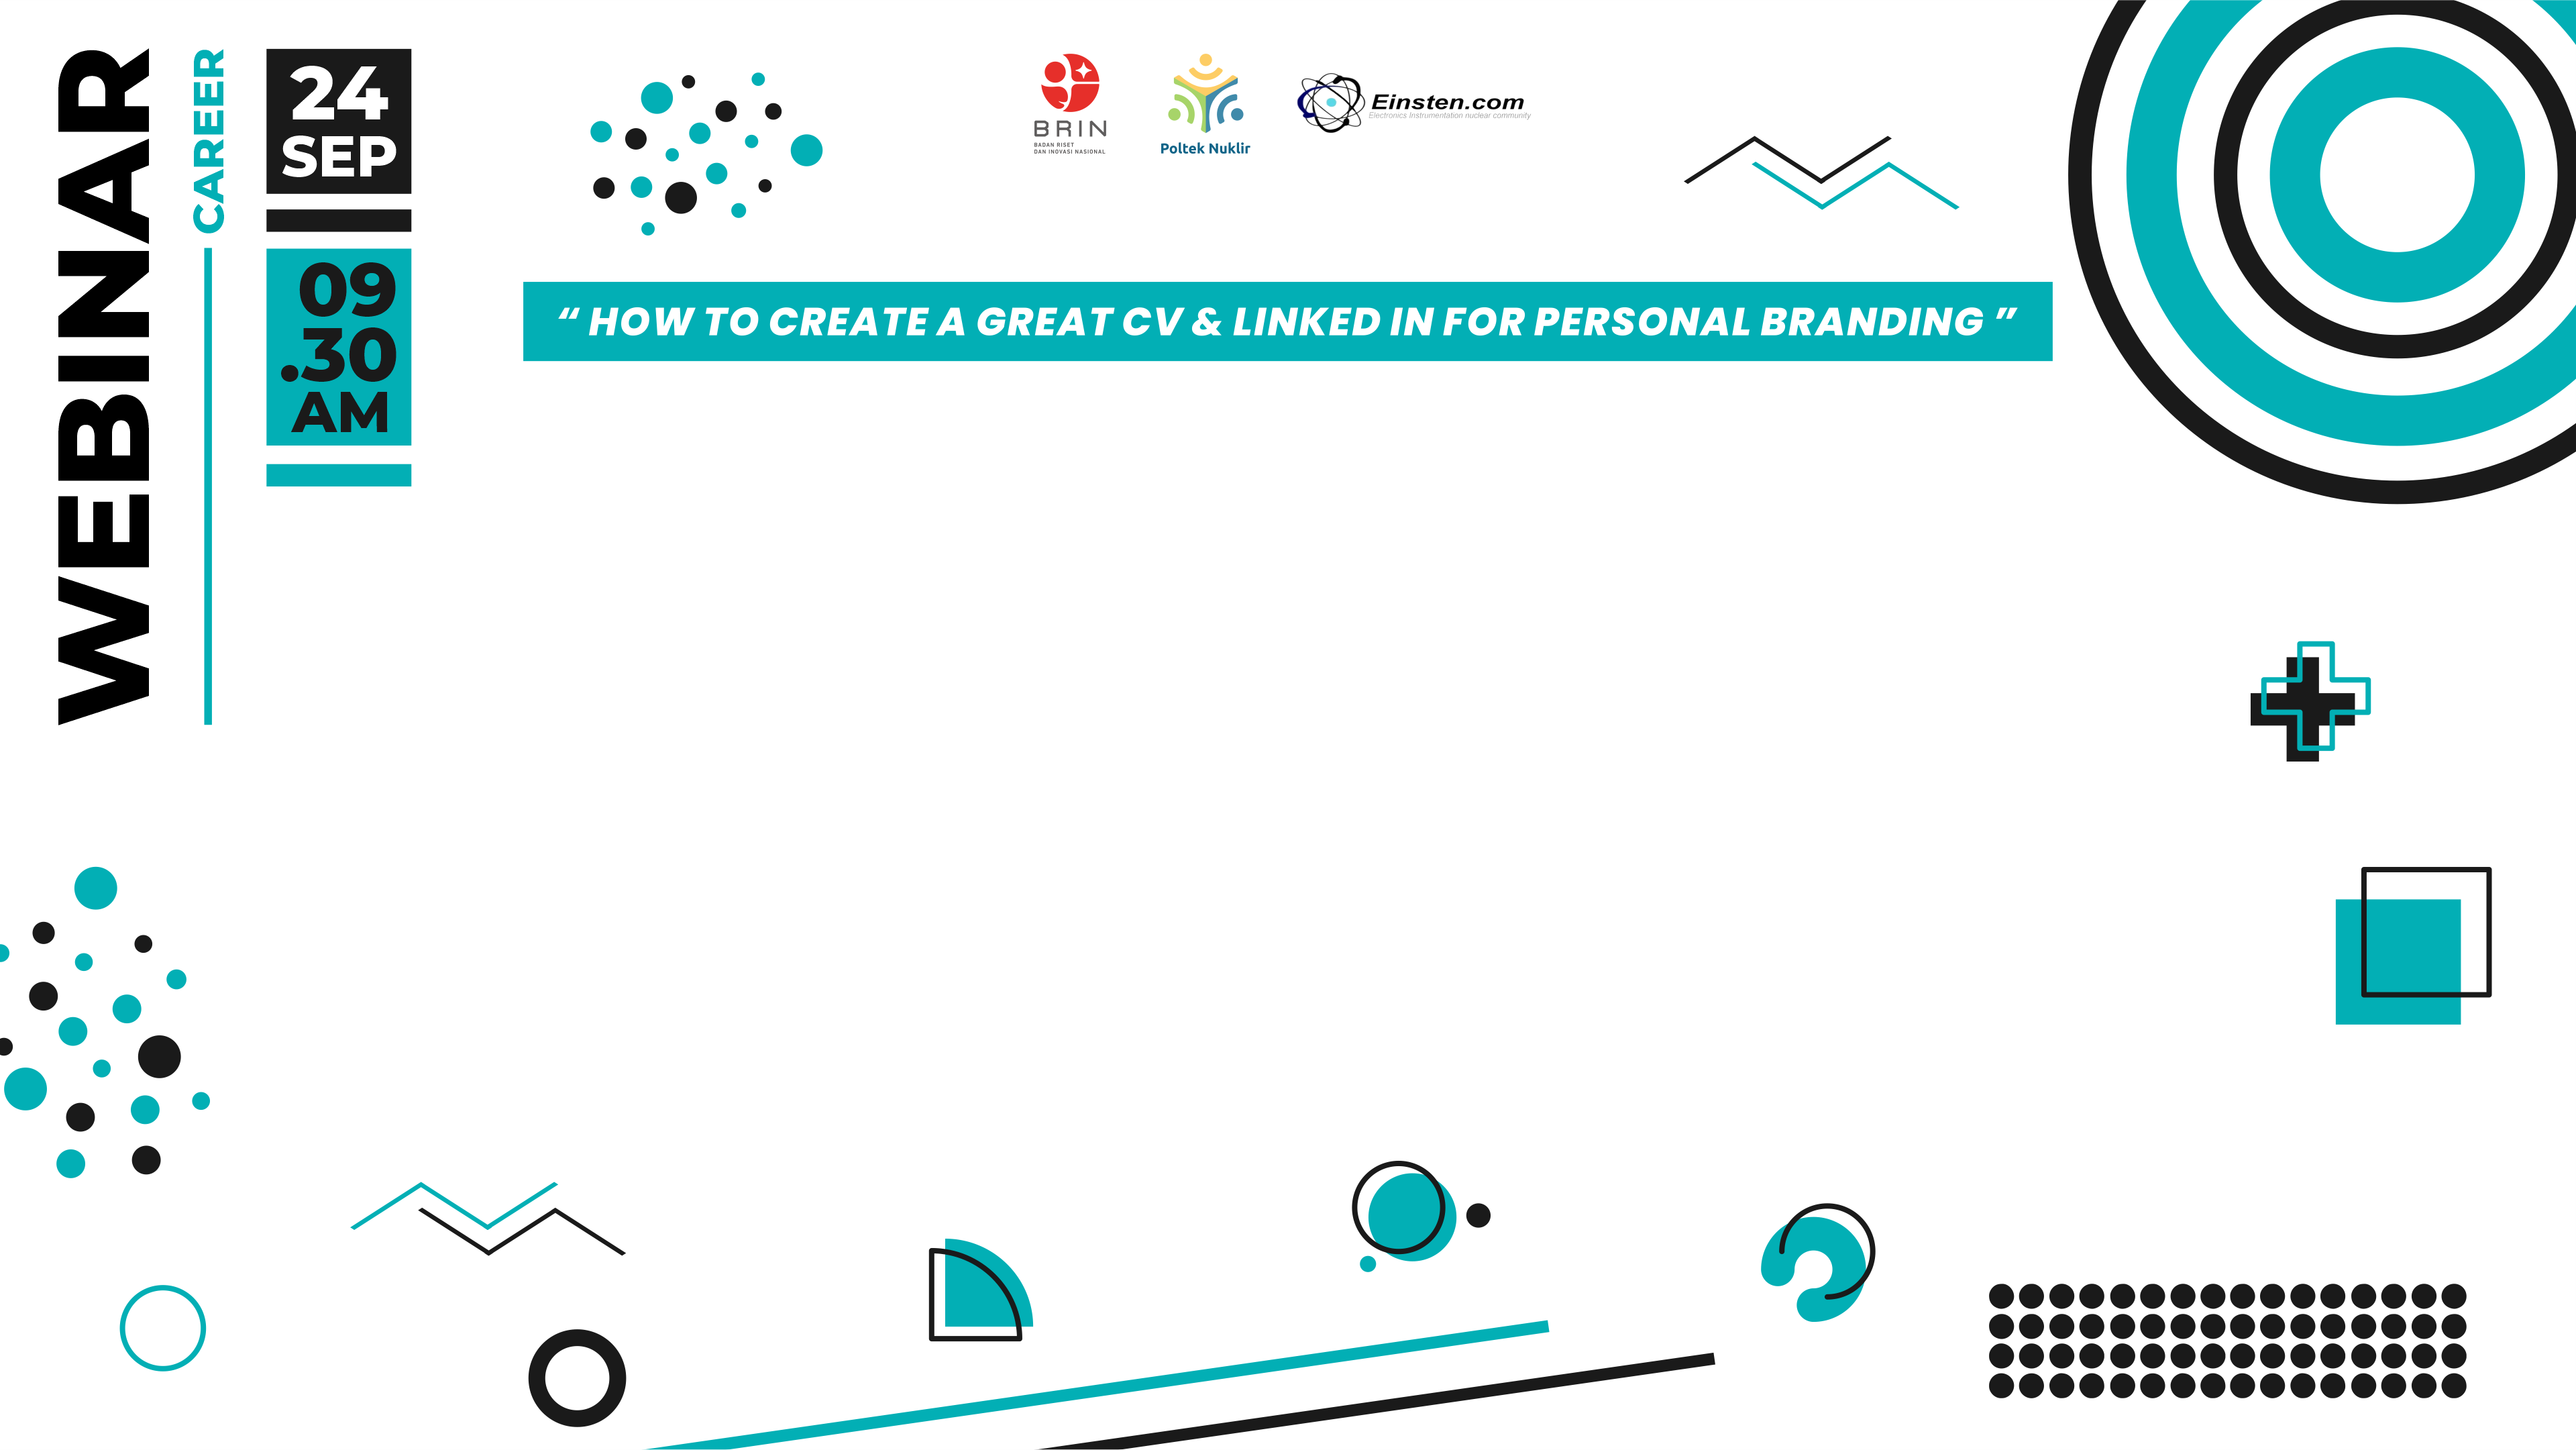 WEBINAR
CAREER
24
SEP
09
.30
AM
BRIN
BADAN RISET
DAN INOVASI NASIONAL
Poltek Nuklir
Einsten.com
Electronics Instrumentation nuclear community
“ HOW TO CREATE A GREAT CV & LINKED IN FOR PERSONAL BRANDING ”